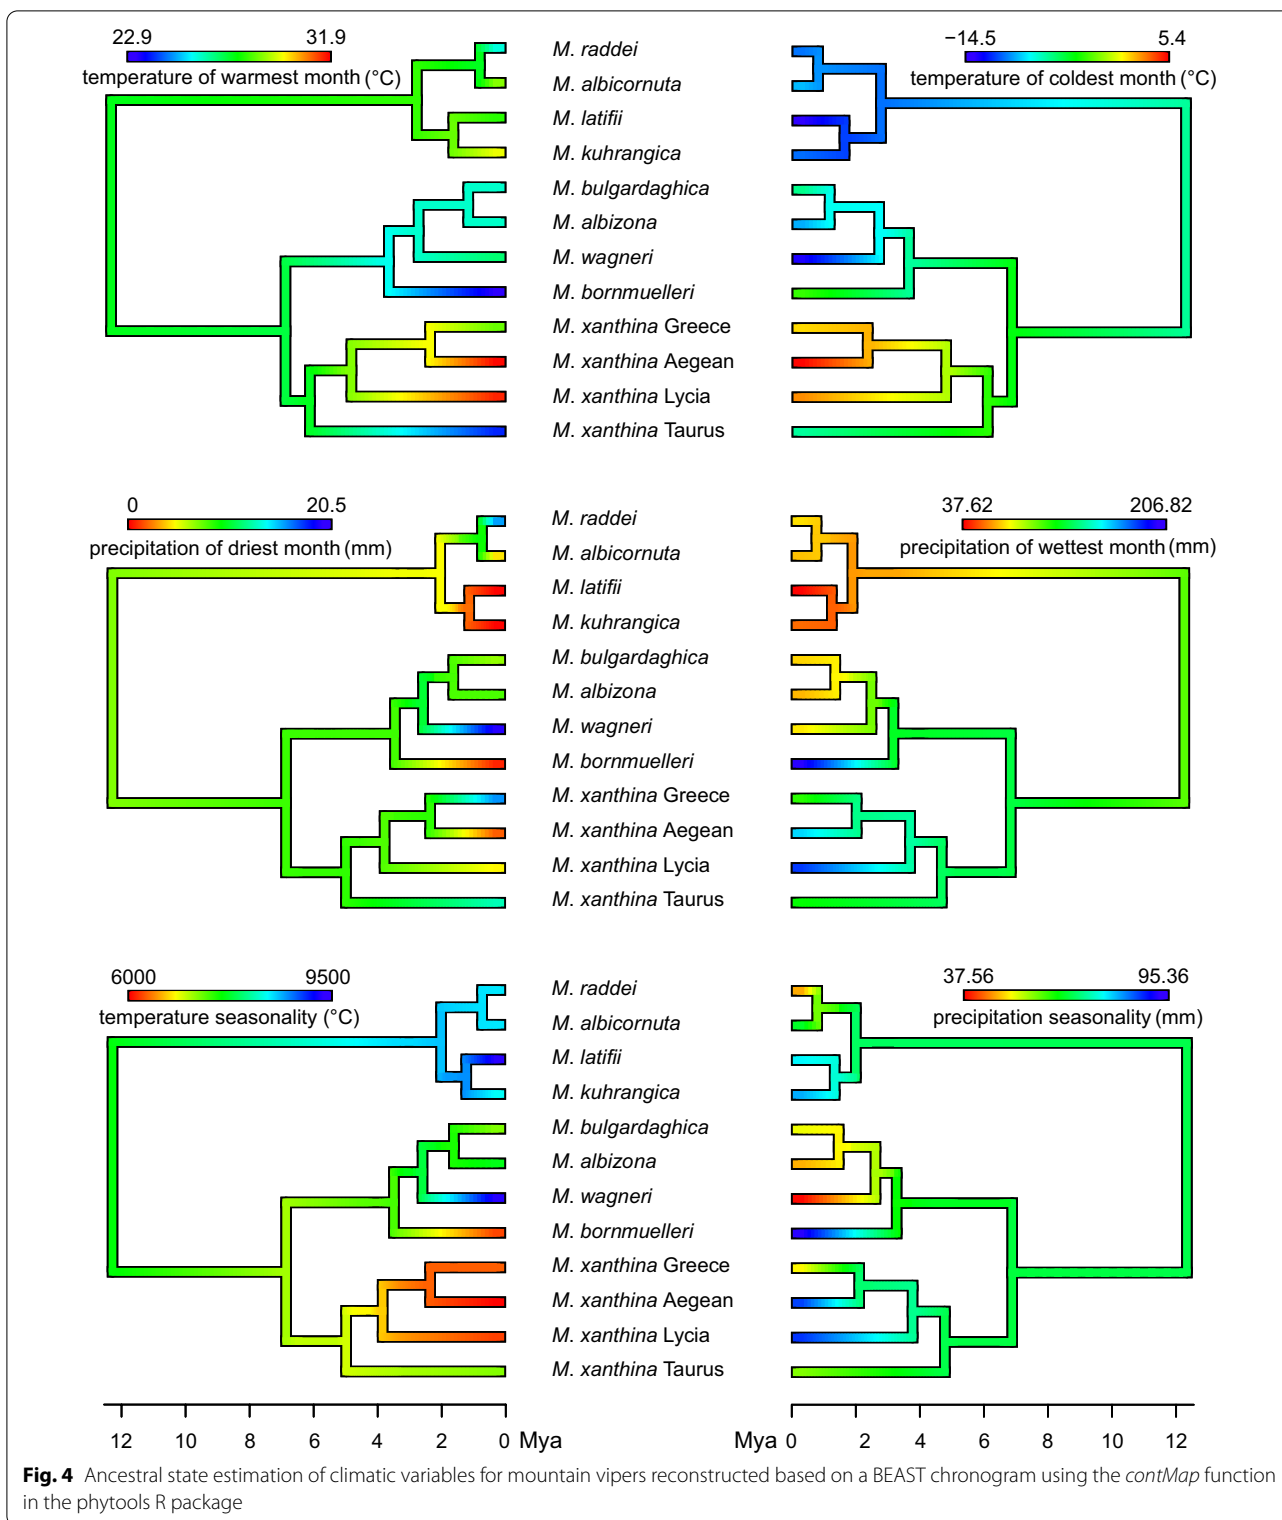 22.9 31.9
temperature of warmest month (°C)
−14.5 5.4
temperature of coldest month (°C)
M. raddei
M. albicornuta
M. latifii
M. kuhrangica
M. bulgardaghica
M. albizona
M. wagneri
M. bornmuelleri
M. xanthina Greece
M. xanthina Aegean
M. xanthina Lycia
M. xanthina Taurus
0 20.5
precipitation of driest month (mm)
37.62 206.82
precipitation of wettest month (mm)
M. raddei
M. albicornuta
M. latifii
M. kuhrangica
M. bulgardaghica
M. albizona
M. wagneri
M. bornmuelleri
M. xanthina Greece
M. xanthina Aegean
M. xanthina Lycia
M. xanthina Taurus
6000 9500
temperature seasonality (°C)
37.56 95.36
precipitation seasonality (mm)
M. raddei
M. albicornuta
M. latifii
M. kuhrangica
M. bulgardaghica
M. albizona
M. wagneri
M. bornmuelleri
M. xanthina Greece
M. xanthina Aegean
M. xanthina Lycia
M. xanthina Taurus
12 10 8 6 4 2 0 Mya
Mya 0 2 4 6 8 10 12
Fig. 4 Ancestral state estimation of climatic variables for mountain vipers reconstructed based on a BEAST chronogram using the contMap function
in the phytools R package